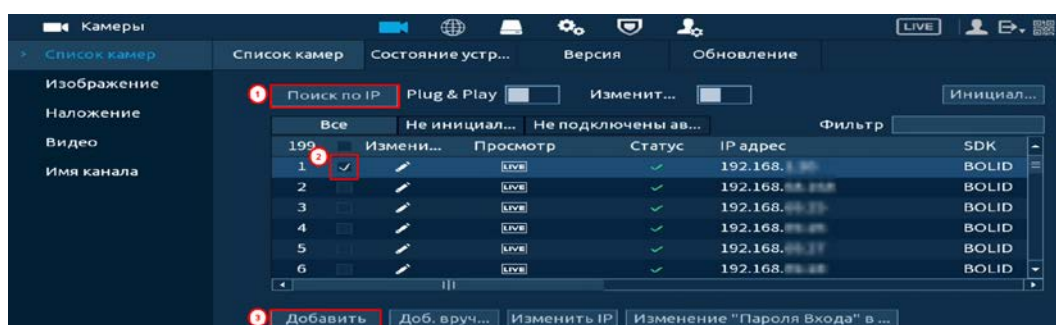 Камеры LIVE
> Список камер Список камер Состояние устр... Версия Обновление
Изображение 1 Поиск по IP Plug & Play Изменит... Инициал...
Наложение Все Не инициал... Не подключены ав... Фильтр
Видео 199 Измени... Просмотр Статус IP адрес SDK
Имя канала 2 1 LIVE 192.168. BOLID
2 LIVE 192.168. BOLID
3 LIVE 192.168. BOLID
4 LIVE 192.168. BOLID
5 LIVE 192.168. BOLID
6 LIVE 192.168. BOLID
3 Добавить Доб. вруч... Изменить IP Изменение "Пароля Входа" в ...